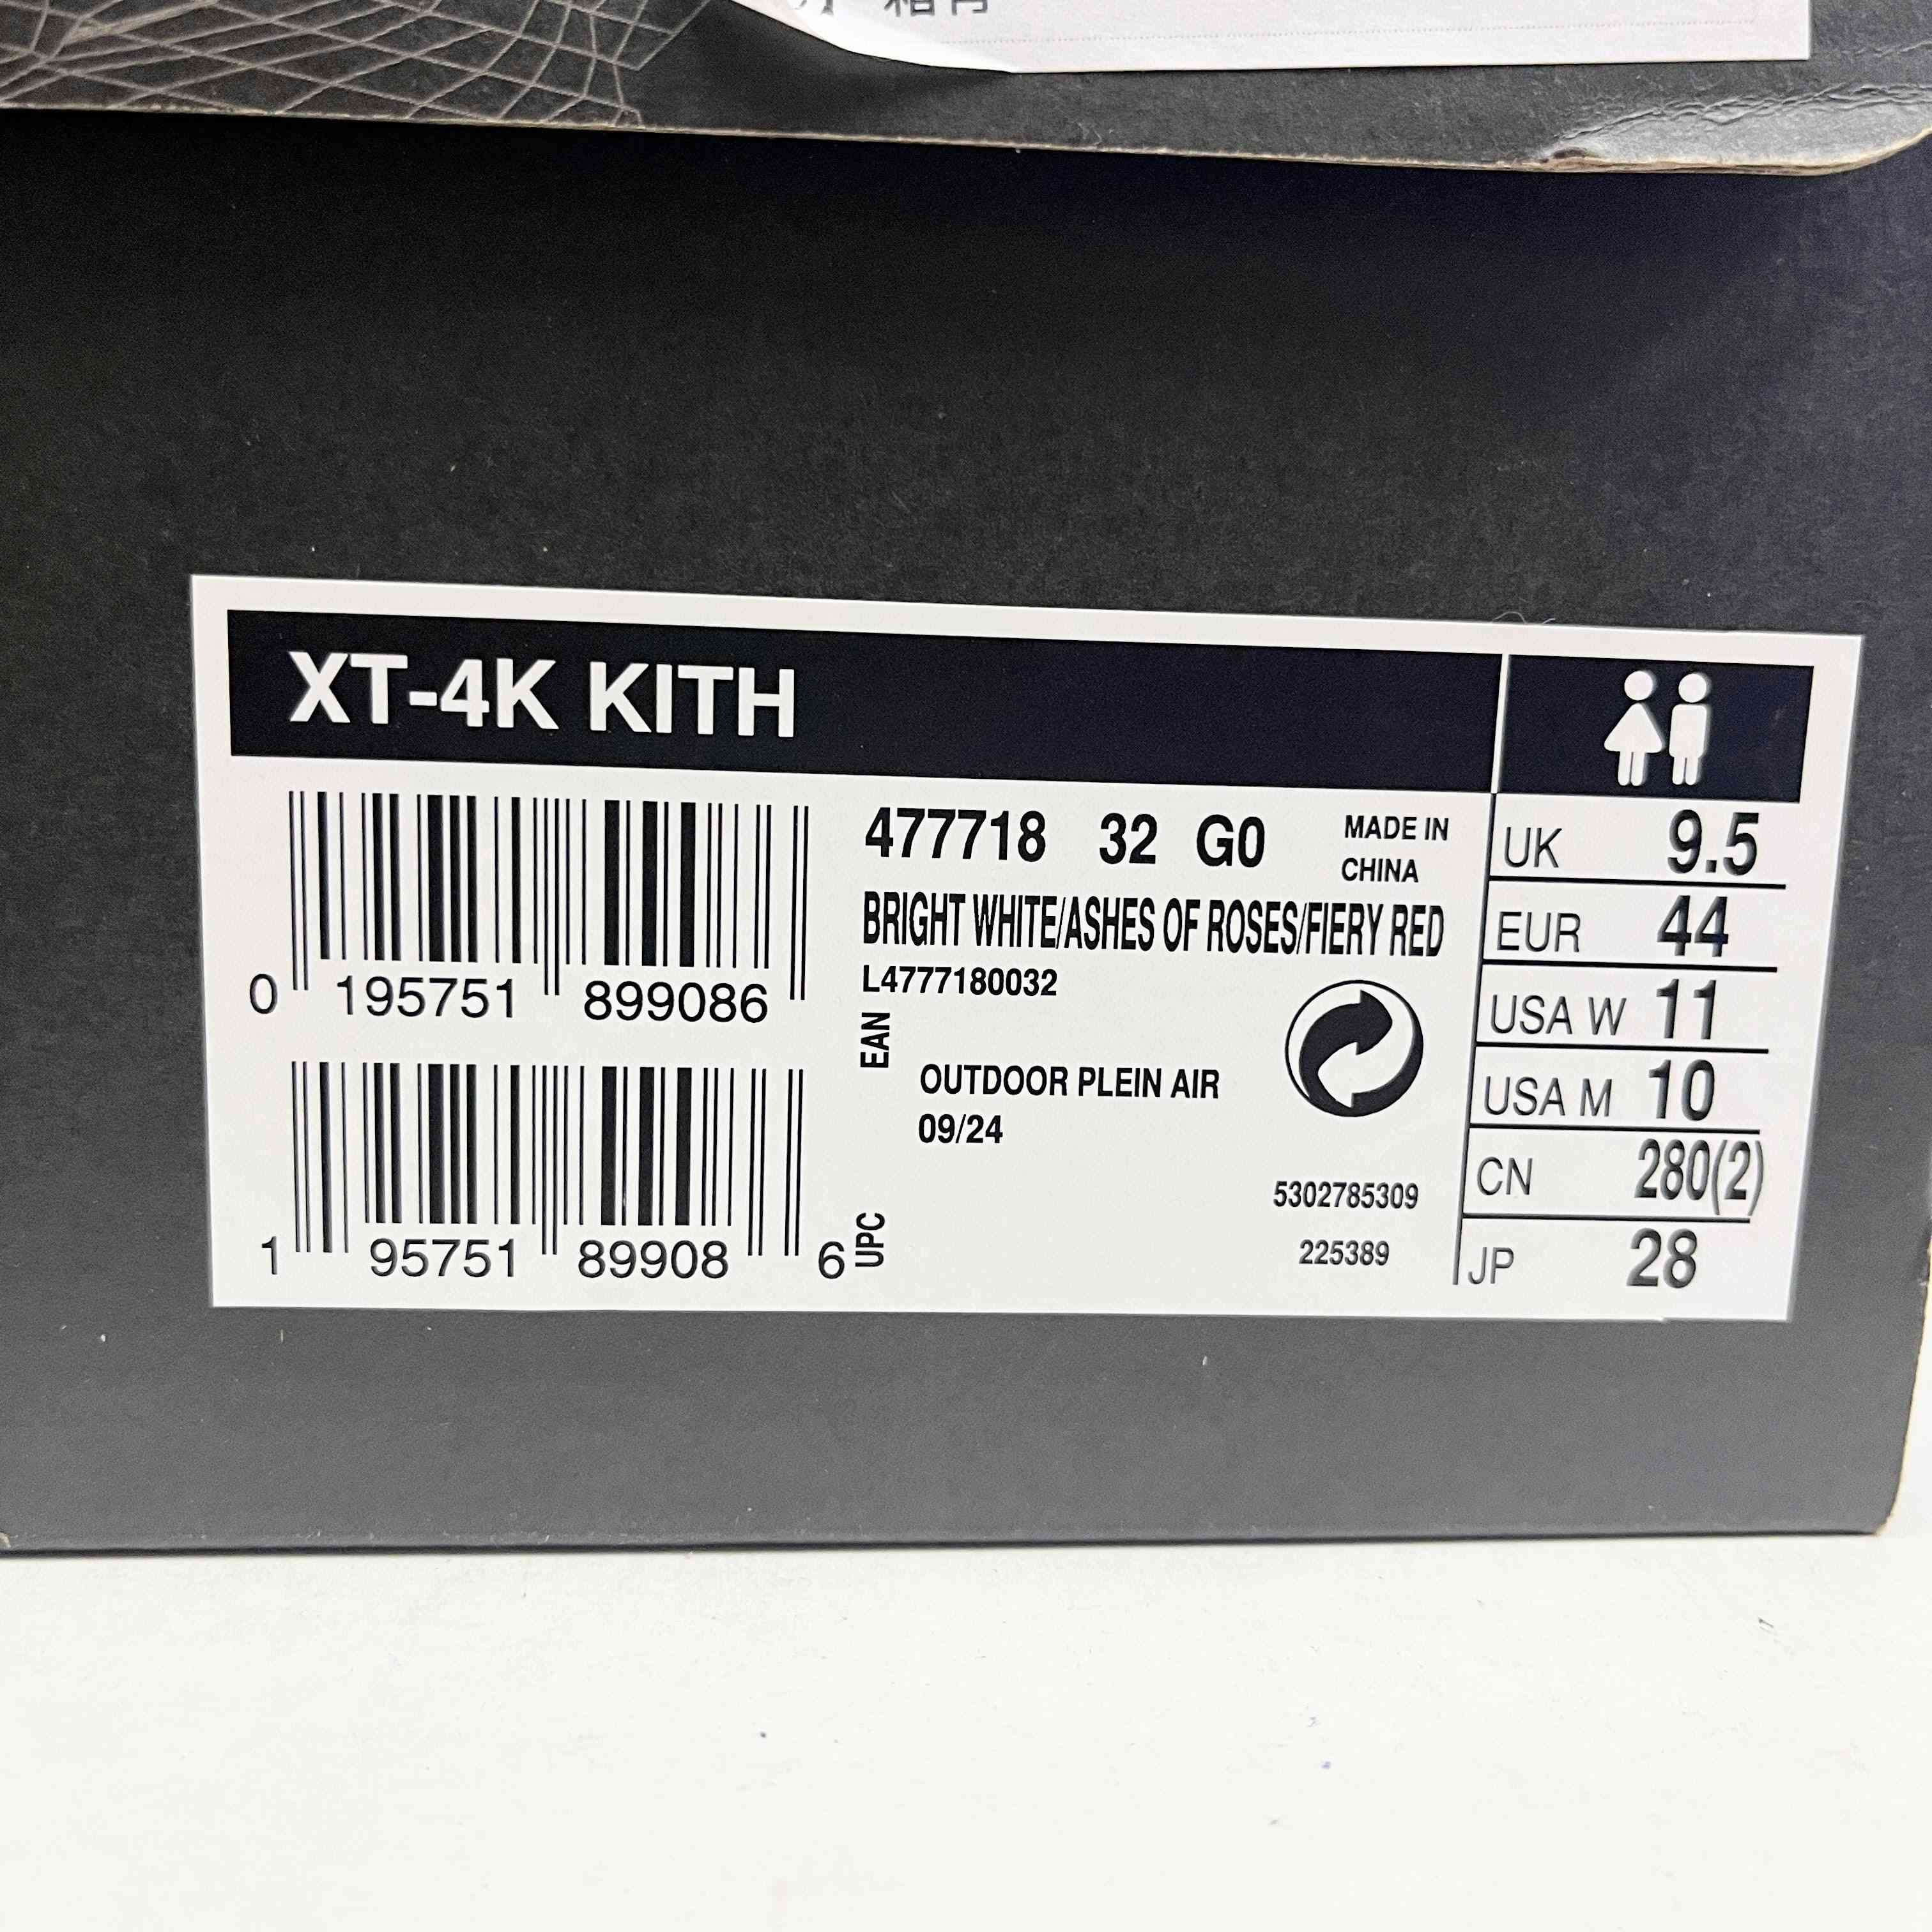 XT-4K KITH
477718 32 G0
MADE IN
CHINA
BRIGHT WHITE/ASHES OF ROSES/FIERY RED
L4777180032
0 195751 899086
EAN
OUTDOOR PLEIN AIR
09/24
1 95751 89908 6
UPC
5302785309
225389
UK 9.5
EUR 44
USA W 11
USA M 10
CN 280(2)
JP 28